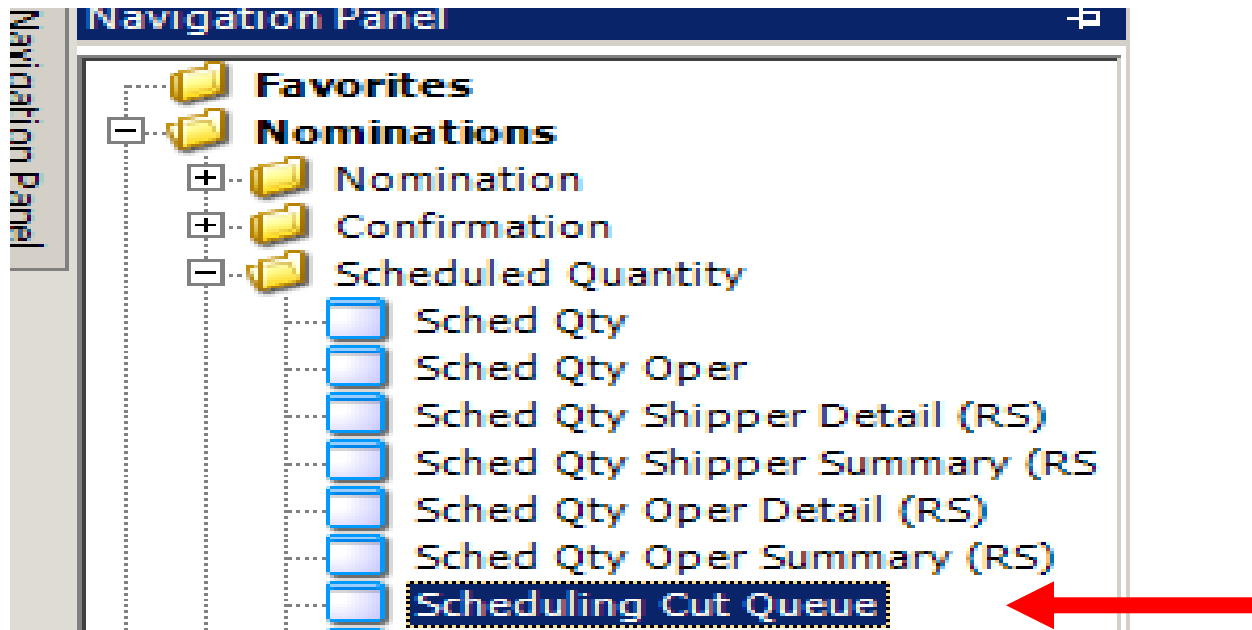 Navigation Panel
Navigation Panel
Favorites
Nominations
Nomination
Confirmation
Scheduled Quantity
Sched Qty
Sched Qty Oper
Sched Qty Shipper Detail (RS)
Sched Qty Shipper Summary (RS
Sched Qty Oper Detail (RS)
Sched Qty Oper Summary (RS)
Scheduling Cut Queue